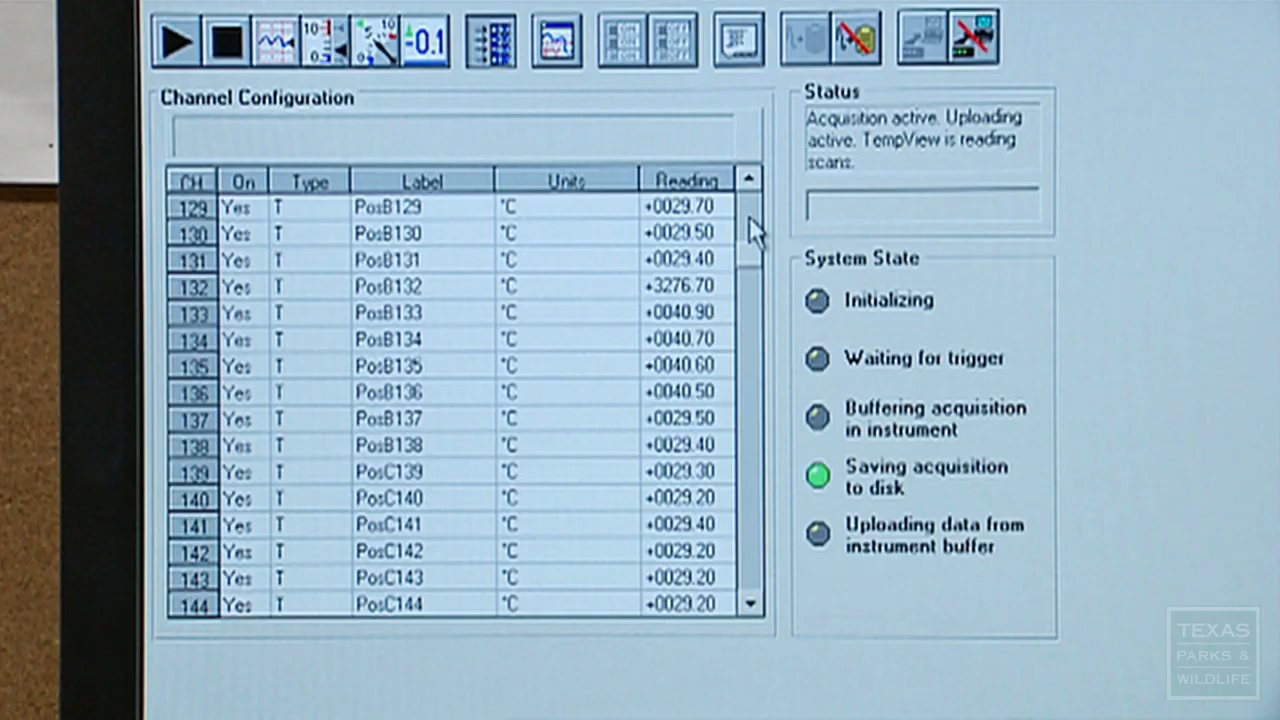 10
0.
10
0
=0.1
Channel Configuration
CH On Type Label Units Reading
129 Yes T PosB129 °C +0029.70
130 Yes T PosB130 °C +0029.50
131 Yes T PosB131 °C +0029.40
132 Yes T PosB132 °C +3276.70
133 Yes T PosB133 °C +0040.90
134 Yes T PosB134 °C +0040.70
135 Yes T PosB135 °C +0040.60
136 Yes T PosB136 °C +0040.50
137 Yes T PosB137 °C +0029.50
138 Yes T PosB138 °C +0029.40
139 Yes T PosC139 °C +0029.30
140 Yes T PosC140 °C +0029.20
141 Yes T PosC141 °C +0029.40
142 Yes T PosC142 °C +0029.20
143 Yes T PosC143 °C +0029.20
144 Yes T PosC144 °C +0029.20
Status
Acquisition active. Uploading
active. TempView is reading
scans.
System State
Initializing
Waiting for trigger
Buffering acquisition
in instrument
Saving acquisition
to disk
Uploading data from
instrument buffer
TEXAS
PARKS &
WILDLIFE